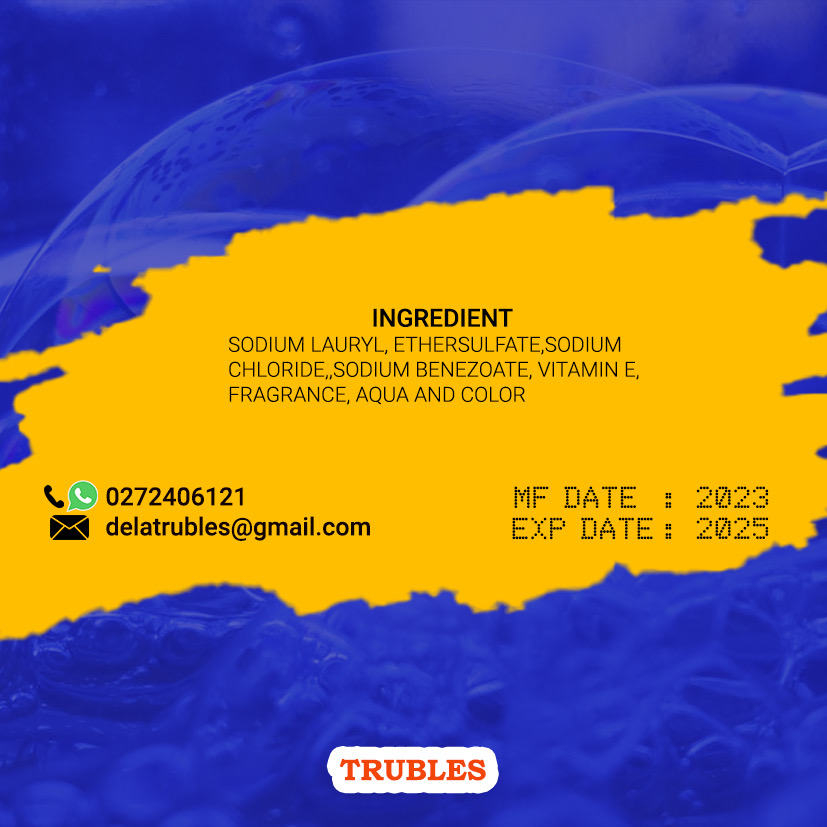 INGREDIENT
SODIUM LAURYL, ETHERSULFATE,SODIUM
CHLORIDE,,SODIUM BENEZOATE, VITAMIN E,
FRAGRANCE, AQUA AND COLOR
0272406121
delatrubles@gmail.com
MF DATE : 2023
EXP DATE: 2025
TRUBLES